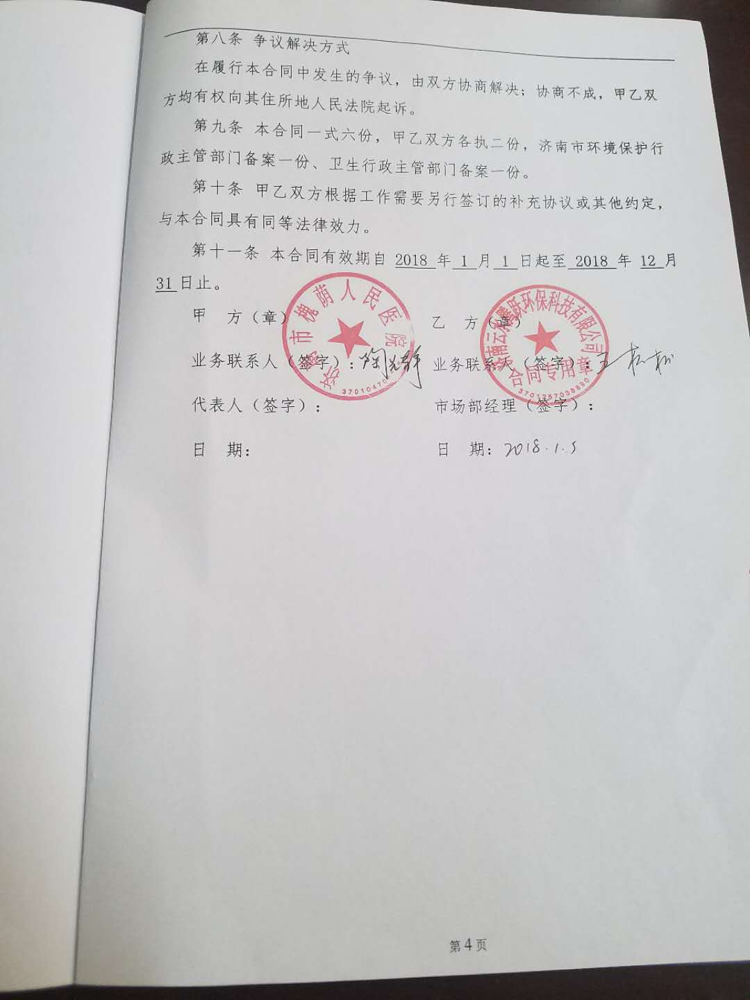 第八条 争议解决方式
在履行本合同中发生的争议，由双方协商解决；协商不成，甲乙双
方均有权向其住所地人民法院起诉。
第九条 本合同一式六份，甲乙双方各执二份，济南市环境保护行
政主管部门备案一份、卫生行政主管部门备案一份。
第十条 甲乙双方根据工作需要另行签订的补充协议或其他约定，
与本合同具有同等法律效力。
第十一条 本合同有效期自 2018 年 1 月 1 日起至 2018 年 12 月
31 日止。
甲 方（章） 乙 方（章）
济南市槐荫人民医院
3701047
济南云水腾跃环保科技有限公司
合同专用章
3701257038890
业务联系人（签字）： 业务联系人（签字）：
代表人（签字）： 市场部经理（签字）：
日 期： 日 期：2018.1.5
第 4 页